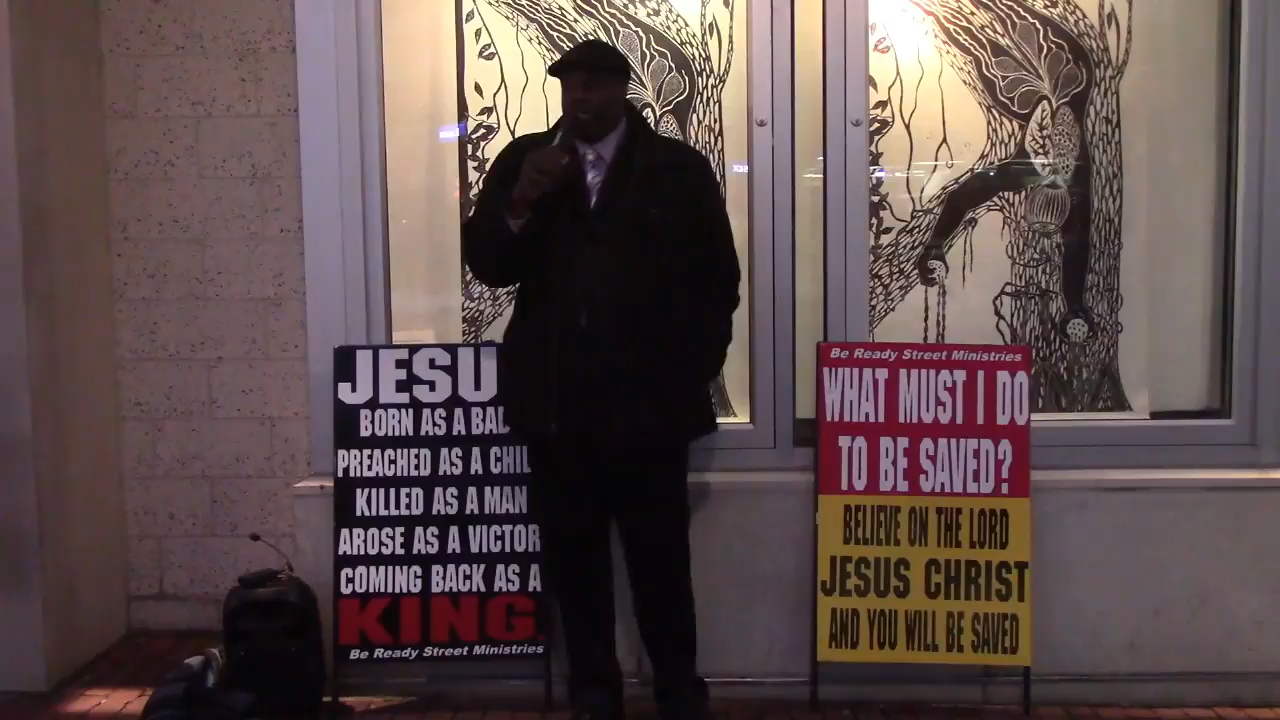 JESU
BORN AS A BA
PREACHED AS A CHIL
KILLED AS A MAN
AROSE AS A VICTOR
COMING BACK AS A
KING.
Be Ready Street Ministries
Be Ready Street Ministries
WHAT MUST I DO
TO BE SAVED?
BELIEVE ON THE LORD
JESUS CHRIST
AND YOU WILL BE SAVED